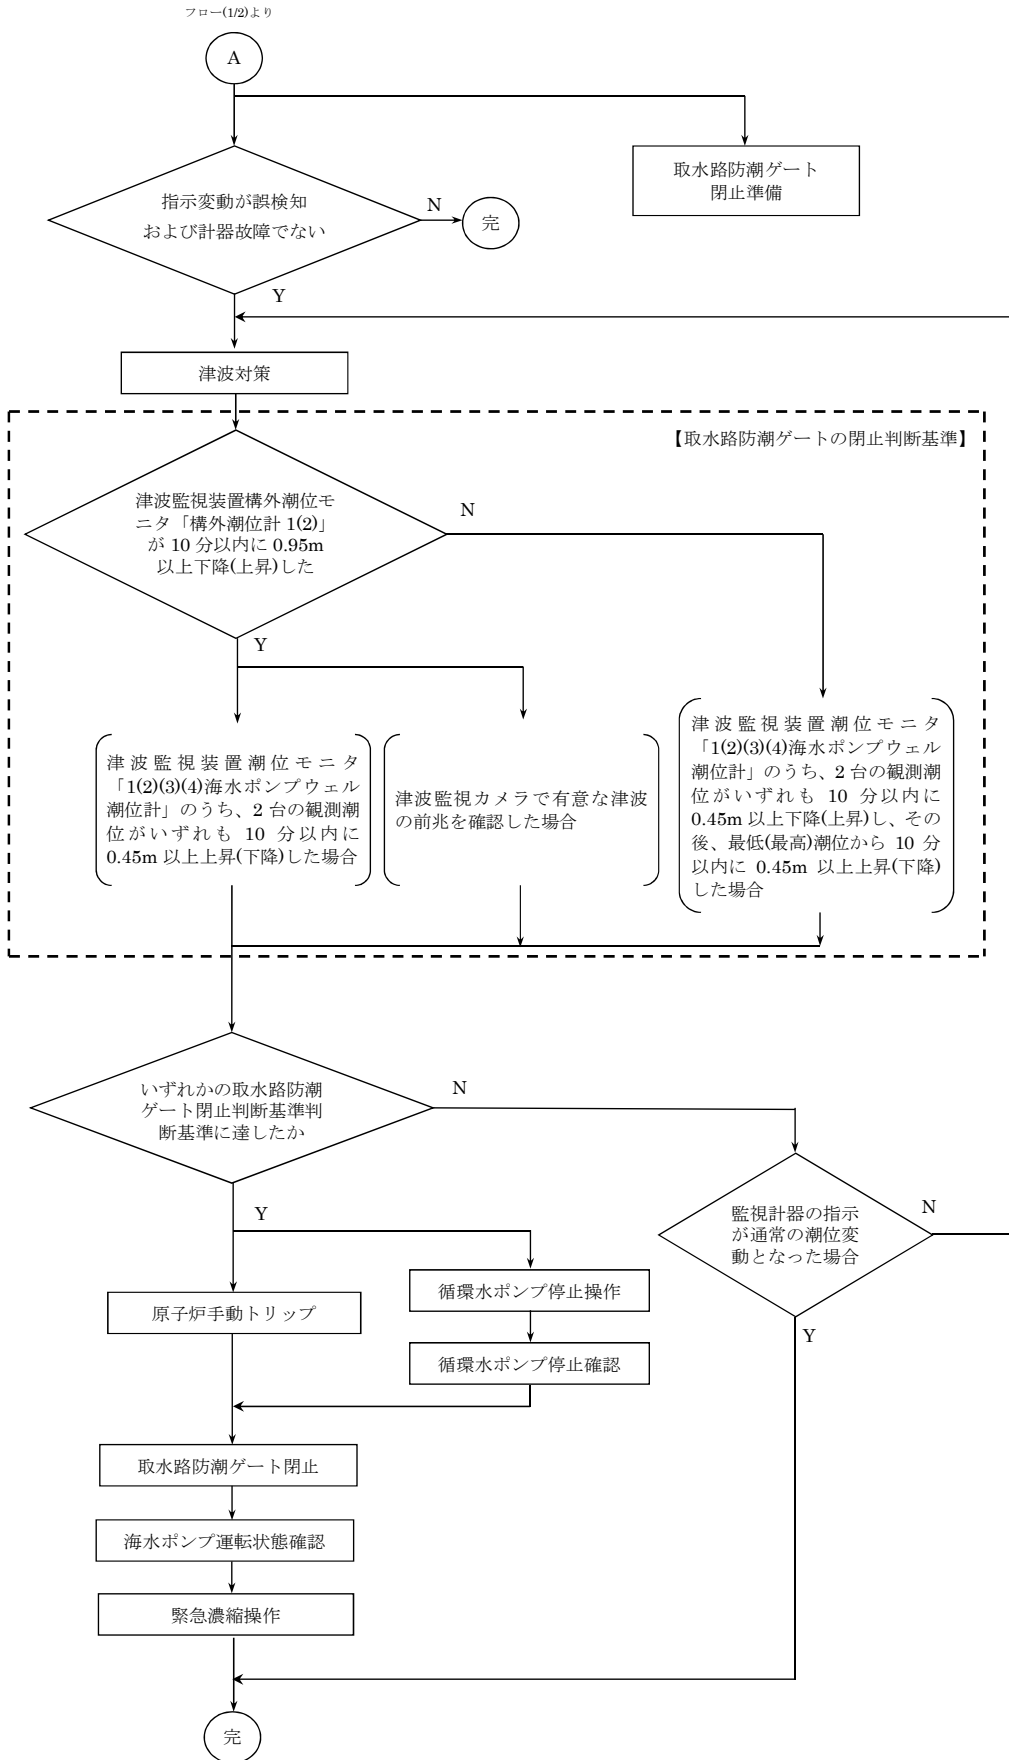 フロー(1/2)より
A
取水路防潮ゲート
閉止準備
指示変動が誤検知
および計器故障でない
N
完
Y
津波対策
【取水路防潮ゲートの閉止判断基準】
津波監視装置構外潮位モ
ニタ「構外潮位計 1(2)」
が 10 分以内に 0.95m
以上下降(上昇)した
N
Y
津波監視装置潮位モニタ
「1(2)(3)(4)海水ポンプウェル
潮位計」のうち、2 台の観測潮
位がいずれも 10 分以内に
0.45m 以上上昇(下降)した場合
津波監視カメラで有意な津波
の前兆を確認した場合
津波監視装置潮位モニタ
「1(2)(3)(4)海水ポンプウェル
潮位計」のうち、2 台の観測潮
位がいずれも 10 分以内に
0.45m 以上下降(上昇)し、その
後、最低(最高)潮位から 10 分
以内に 0.45m 以上上昇(下降)
した場合
いずれかの取水路防潮
ゲート閉止判断基準判
断基準に達したか
N
Y
監視計器の指示
が通常の潮位変
動となった場合
N
Y
循環水ポンプ停止操作
原子炉手動トリップ
循環水ポンプ停止確認
取水路防潮ゲート閉止
海水ポンプ運転状態確認
緊急濃縮操作
完